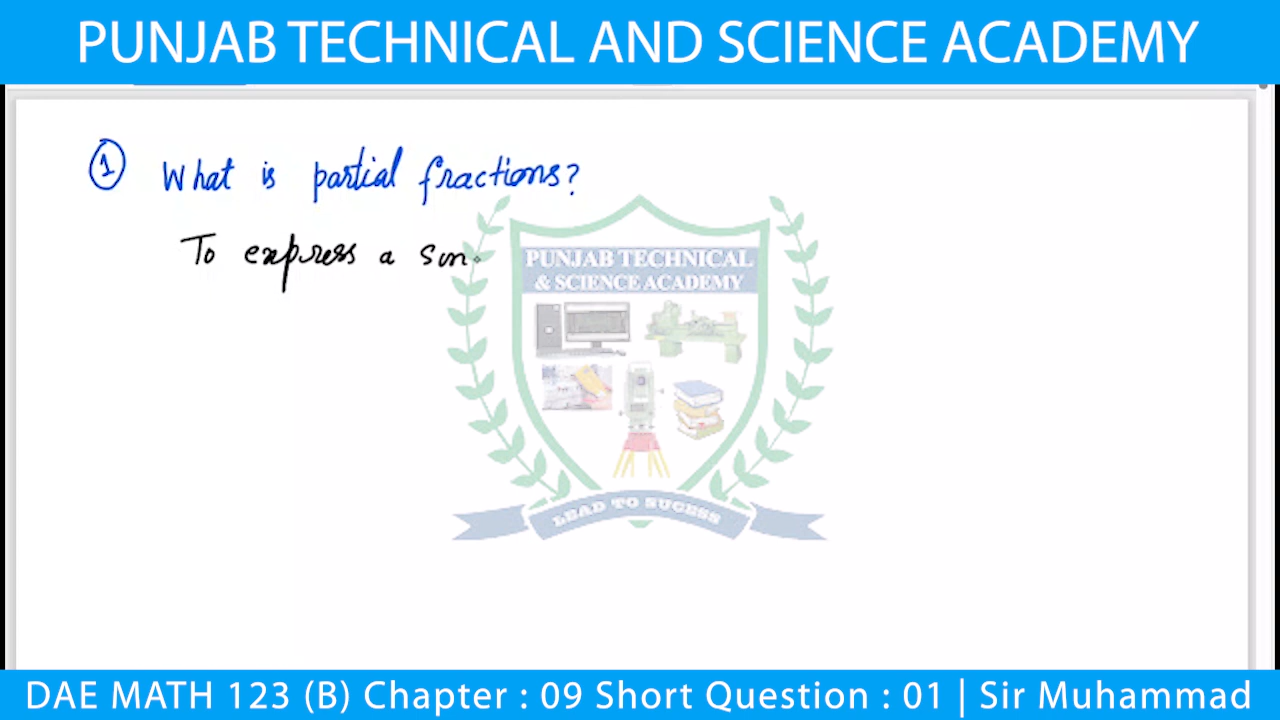 PUNJAB TECHNICAL AND SCIENCE ACADEMY
1 What is partial fractions?
To express a sin
PUNJAB TECHNICAL
& SCIENCE ACADEMY
LEAD TO SUCESS
DAE MATH 123 (B) Chapter : 09 Short Question : 01 | Sir Muhammad